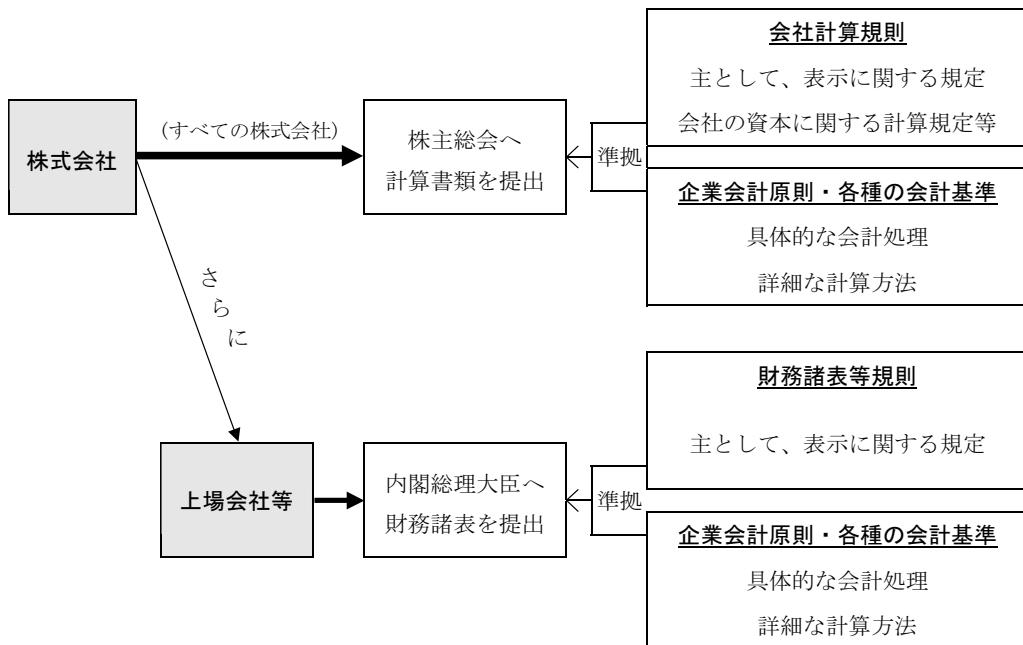 会社計算規則
主として、表示に関する規定
会社の資本に関する計算規定等
株式会社
(すべての株式会社)
株主総会へ
計算書類を提出
準拠
企業会計原則・各種の会計基準
具体的な会計処理
詳細な計算方法
さらに
財務諸表等規則
主として、表示に関する規定
上場会社等
内閣総理大臣へ
財務諸表を提出
準拠
企業会計原則・各種の会計基準
具体的な会計処理
詳細な計算方法